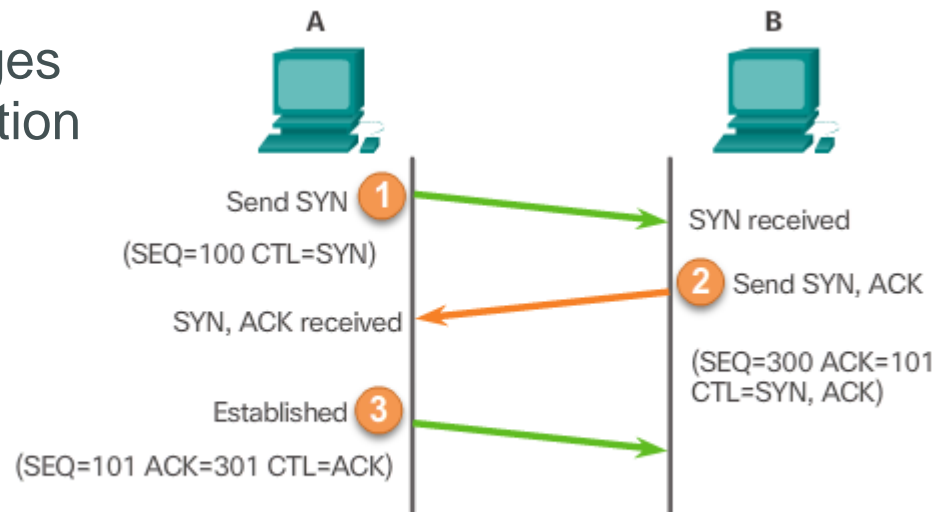 A
B
ges
tion
Send SYN 1
SYN received
(SEQ=100 CTL=SYN)
2 Send SYN, ACK
SYN, ACK received
(SEQ=300 ACK=101
CTL=SYN, ACK)
Established 3
(SEQ=101 ACK=301 CTL=ACK)